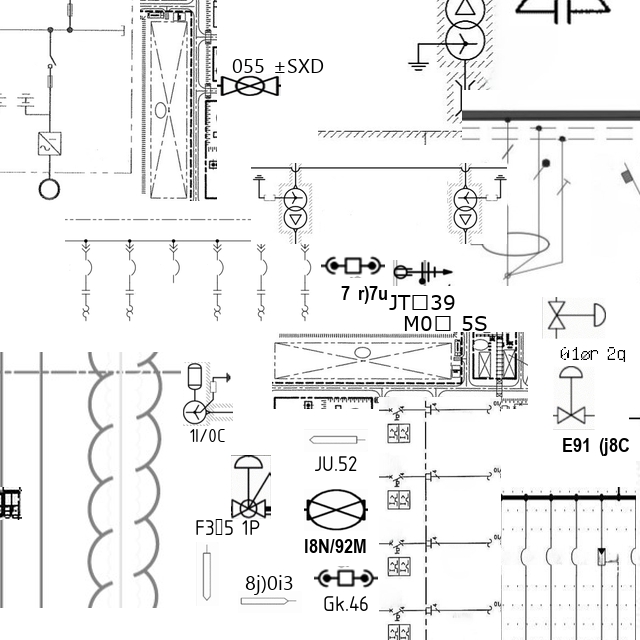 055 ±SXD
7 r)7u
JT□39
M0□ 5S
01ør 2q
1I/0C
E91 (j8C
JU.52
F3▯5 1P
I8N/92M
8j)0i3
Gk.46